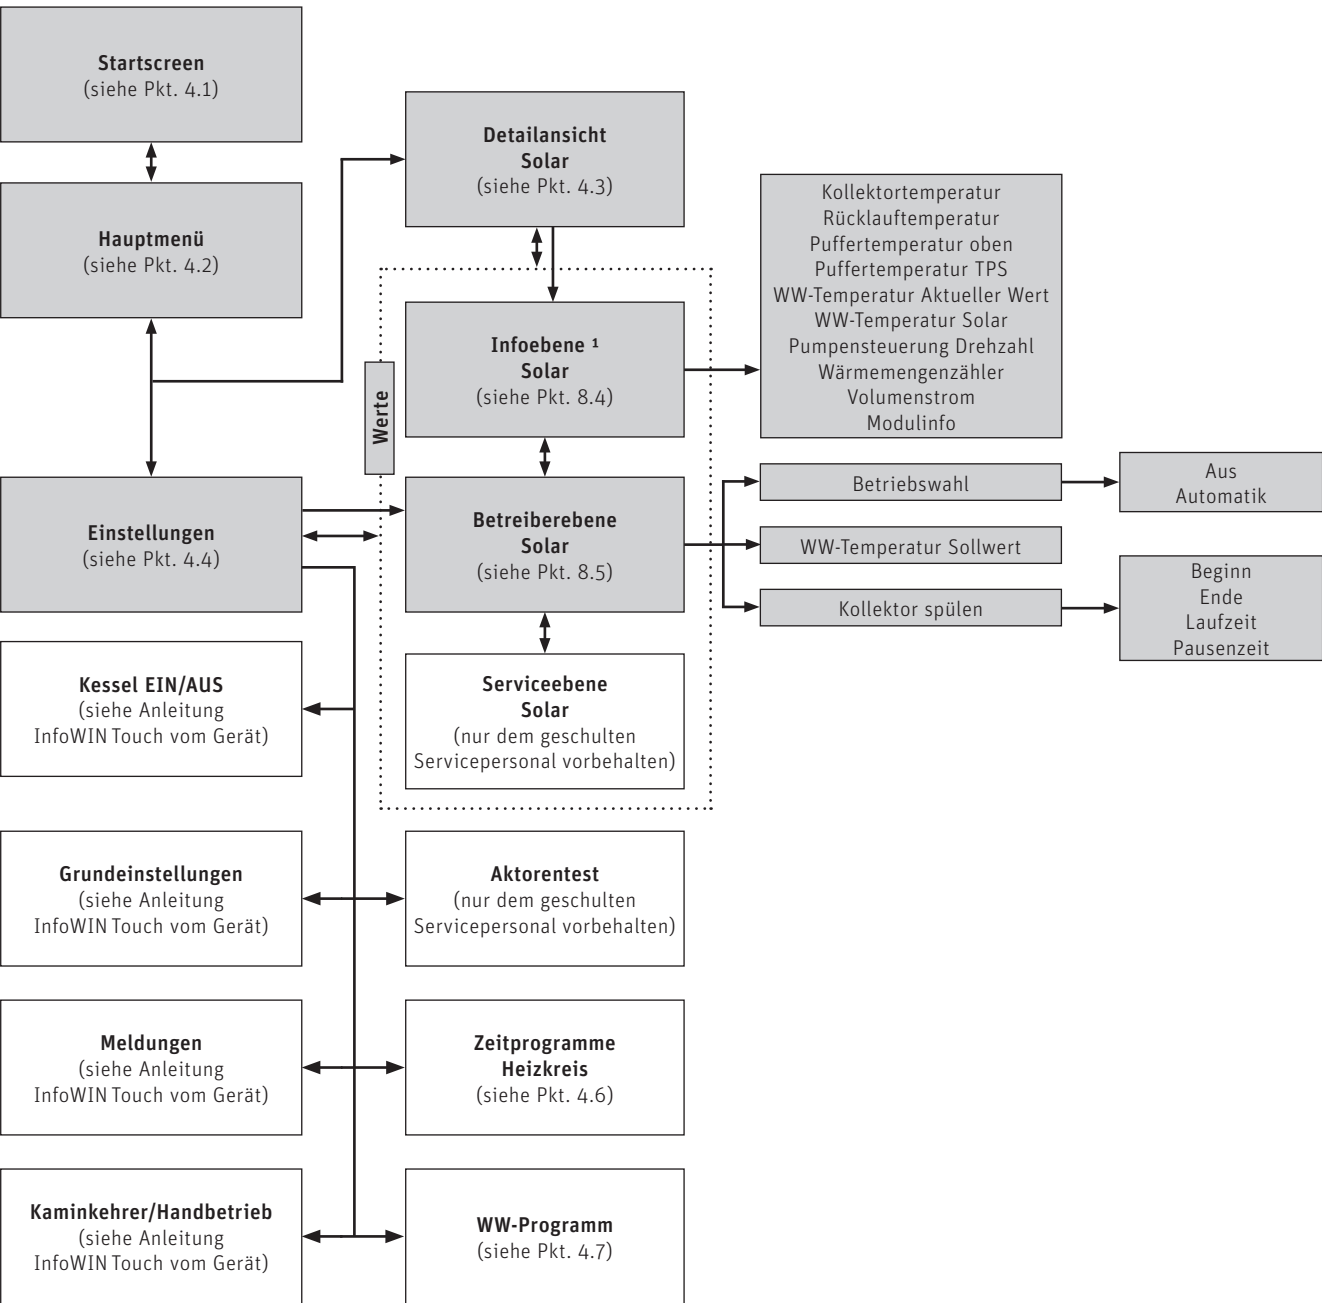 Startscreen
(siehe Pkt. 4.1)
Hauptmenü
(siehe Pkt. 4.2)
Detailansicht
Solar
(siehe Pkt. 4.3)
Werte
Infoebene ¹
Solar
(siehe Pkt. 8.4)
Kollektortemperatur
Rücklauftemperatur
Puffertemperatur oben
Puffertemperatur TPS
WW-Temperatur Aktueller Wert
WW-Temperatur Solar
Pumpensteuerung Drehzahl
Wärmemengenzähler
Volumenstrom
Modulinfo
Einstellungen
(siehe Pkt. 4.4)
Betreiberebene
Solar
(siehe Pkt. 8.5)
Betriebswahl
Aus
Automatik
WW-Temperatur Sollwert
Kollektor spülen
Beginn
Ende
Laufzeit
Pausenzeit
Kessel EIN/AUS
(siehe Anleitung
InfoWIN Touch vom Gerät)
Serviceebene
Solar
(nur dem geschulten
Servicepersonal vorbehalten)
Grundeinstellungen
(siehe Anleitung
InfoWIN Touch vom Gerät)
Aktorentest
(nur dem geschulten
Servicepersonal vorbehalten)
Meldungen
(siehe Anleitung
InfoWIN Touch vom Gerät)
Zeitprogramme
Heizkreis
(siehe Pkt. 4.6)
Kaminkehrer/Handbetrieb
(siehe Anleitung
InfoWIN Touch vom Gerät)
WW-Programm
(siehe Pkt. 4.7)